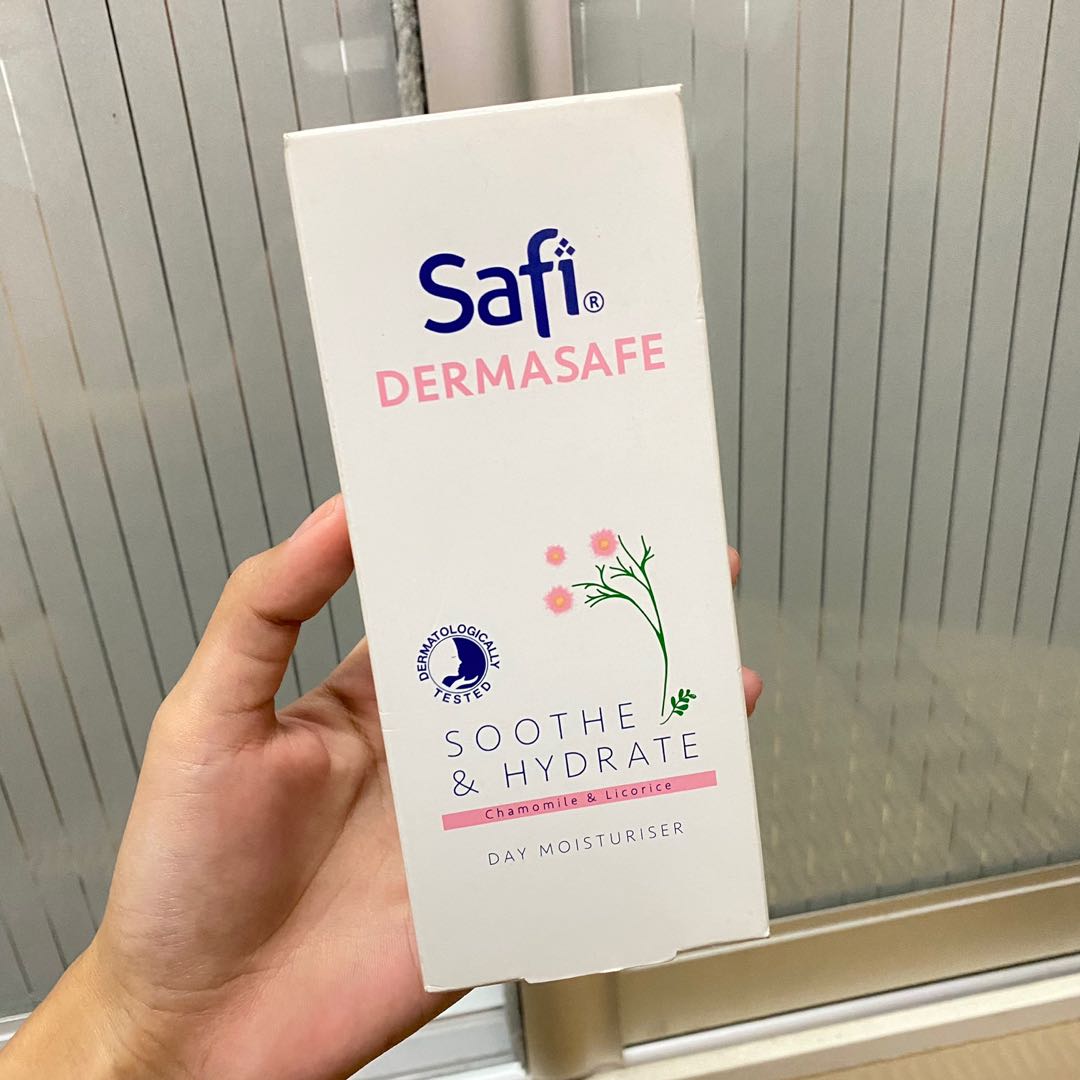 Safi®
DERMASAFE
DERMATOLOGICALLY
TESTED
SOOTHE
& HYDRATE
Chamomile & Licorice
DAY MOISTURISER